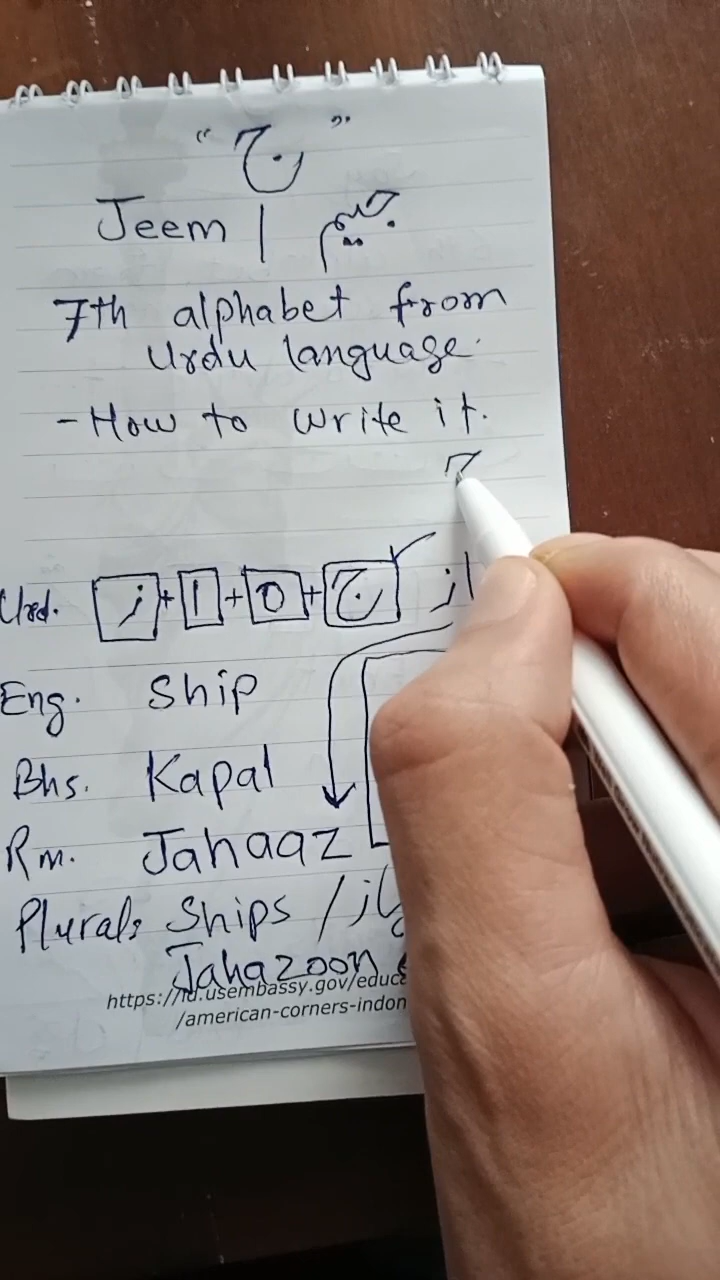 “ ج ”
Jeem | جیم
7th alphabet from
Urdu language.
- How to write it.
Urd. ز + ا + ہ + ج
Eng. Ship
Bhs. Kapal
Rm. Jahaaz
Plural: Ships /
Jahazoon
https://id.usembassy.gov/educa
/american-corners-indon